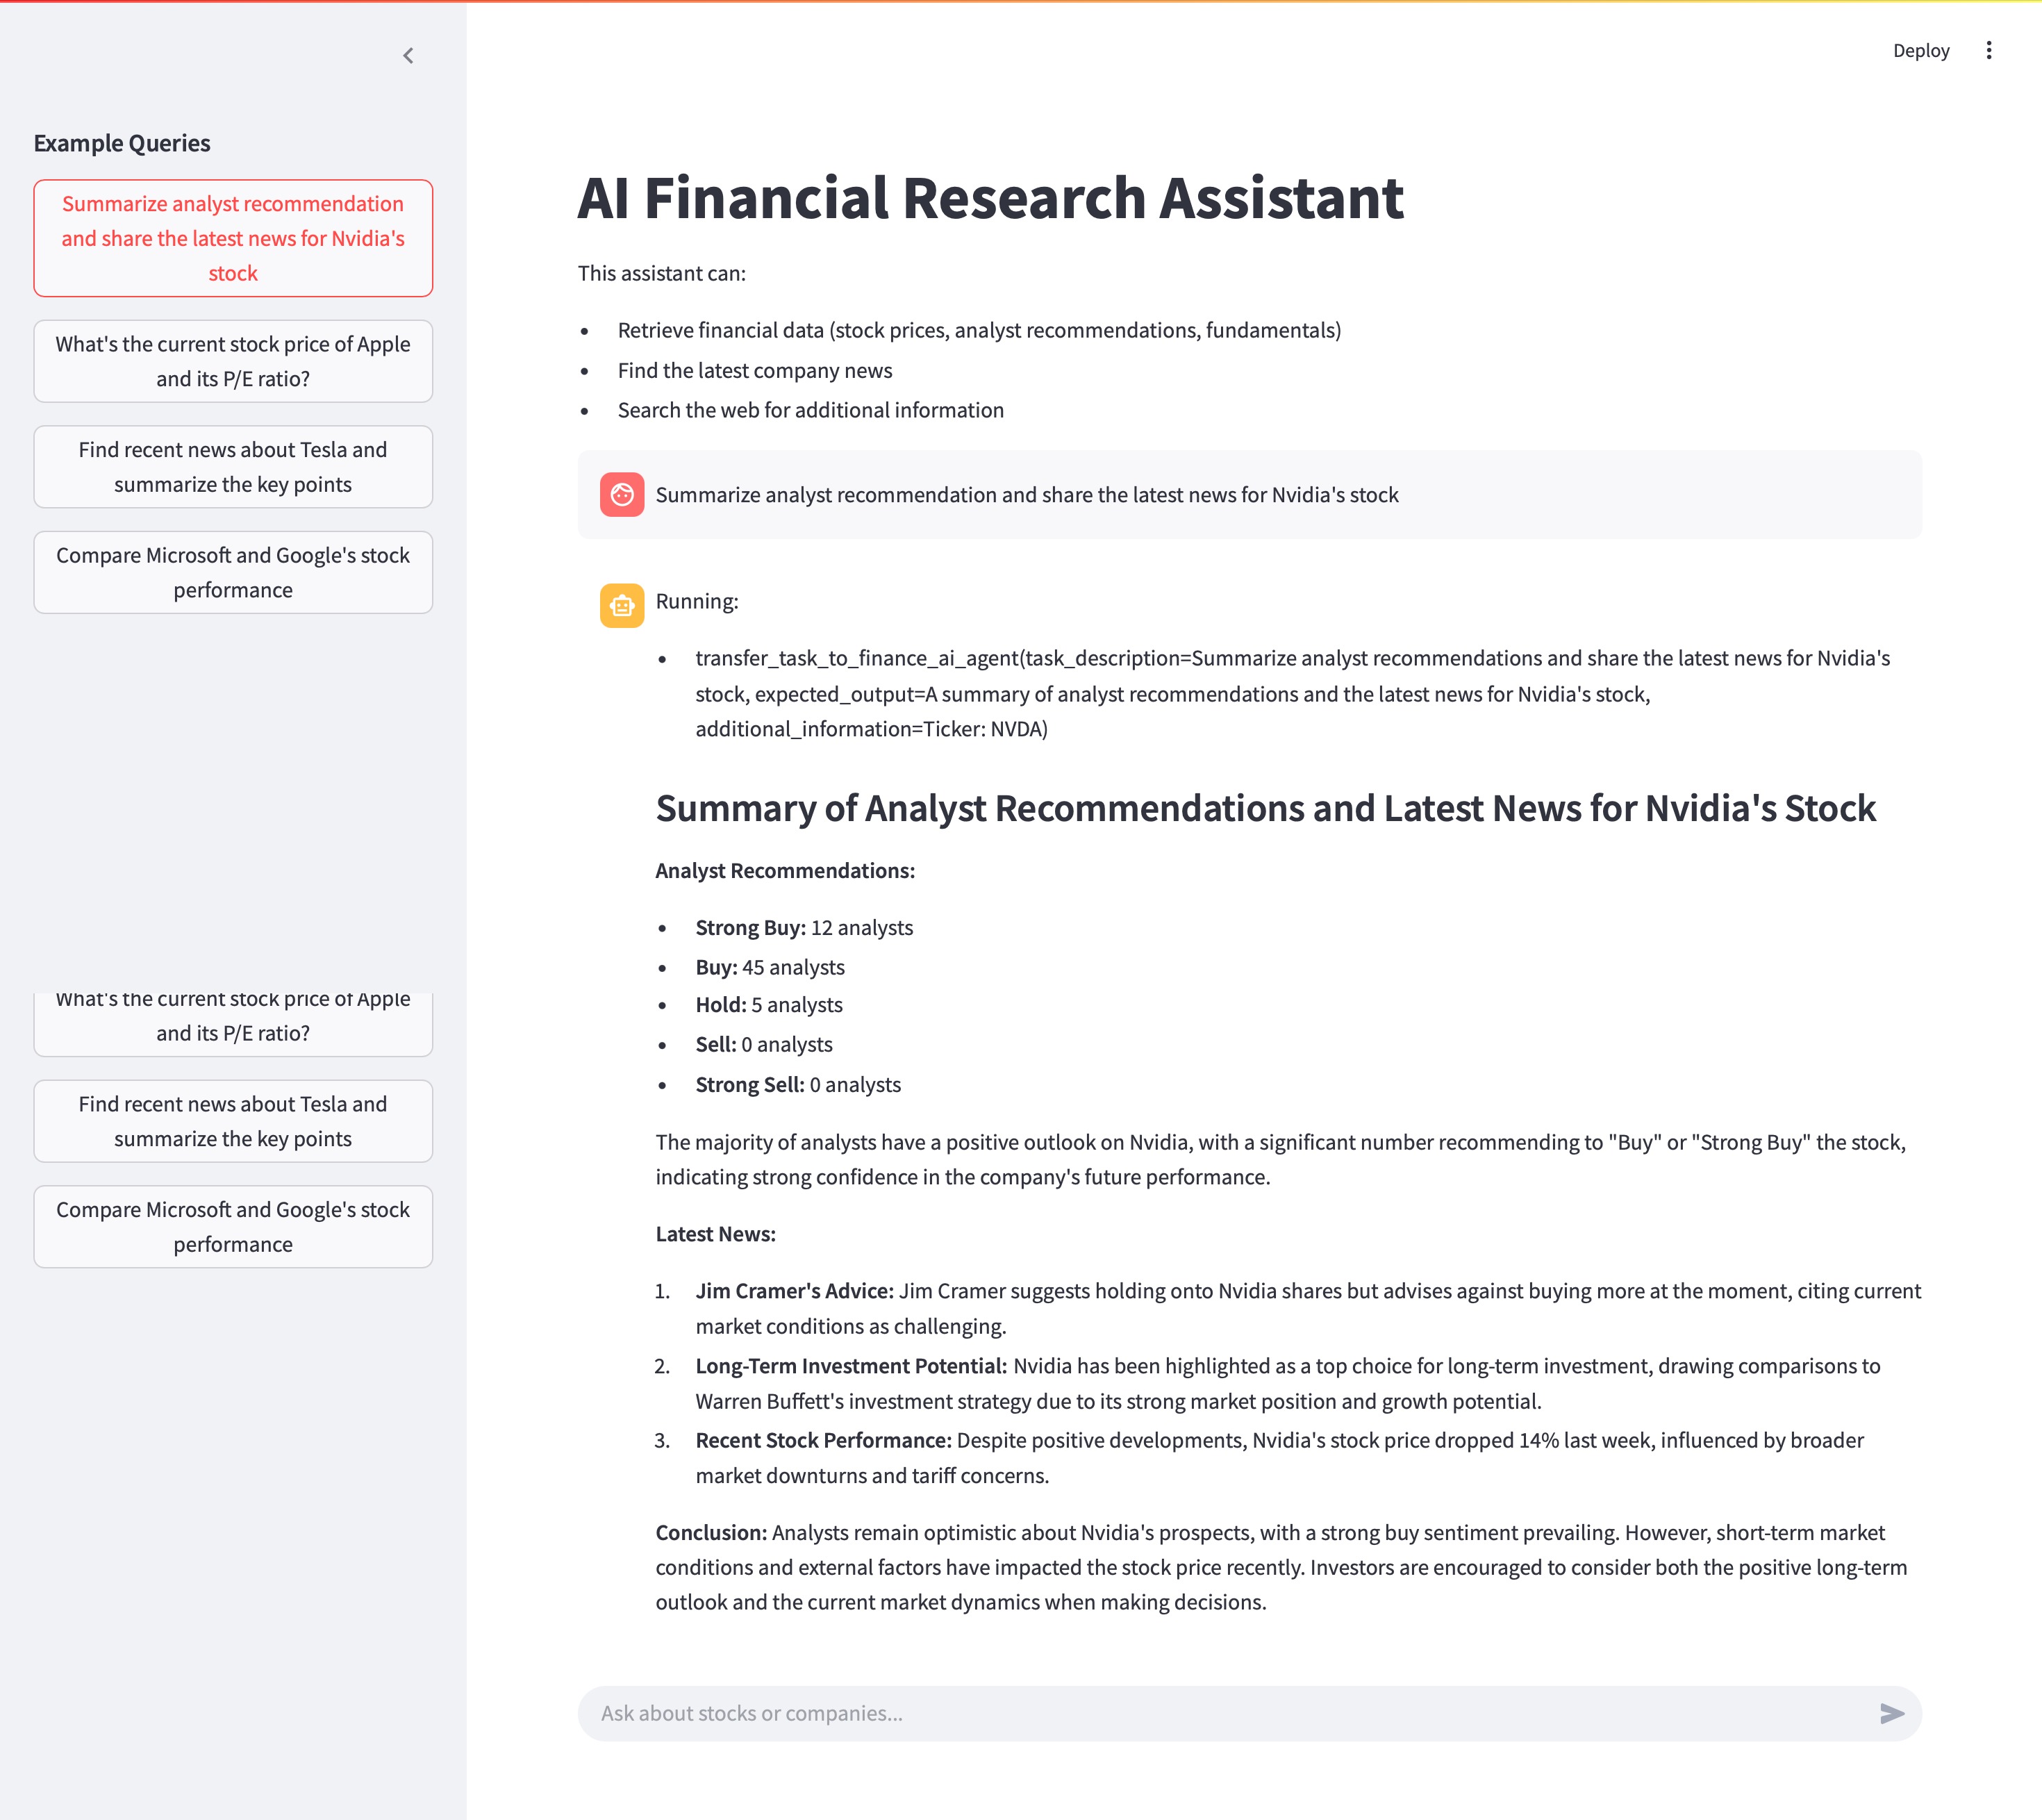 Deploy
Example Queries
Summarize analyst recommendation
and share the latest news for Nvidia's
stock
What's the current stock price of Apple
and its P/E ratio?
Find recent news about Tesla and
summarize the key points
Compare Microsoft and Google's stock
performance
What's the current stock price of Apple
and its P/E ratio?
Find recent news about Tesla and
summarize the key points
Compare Microsoft and Google's stock
performance
AI Financial Research Assistant
This assistant can:
• Retrieve financial data (stock prices, analyst recommendations, fundamentals)
• Find the latest company news
• Search the web for additional information
Summarize analyst recommendation and share the latest news for Nvidia's stock
Running:
• transfer_task_to_finance_ai_agent(task_description=Summarize analyst recommendations and share the latest news for Nvidia's
stock, expected_output=A summary of analyst recommendations and the latest news for Nvidia's stock,
additional_information=Ticker: NVDA)
Summary of Analyst Recommendations and Latest News for Nvidia's Stock
Analyst Recommendations:
• Strong Buy: 12 analysts
• Buy: 45 analysts
• Hold: 5 analysts
• Sell: 0 analysts
• Strong Sell: 0 analysts
The majority of analysts have a positive outlook on Nvidia, with a significant number recommending to "Buy" or "Strong Buy" the stock,
indicating strong confidence in the company's future performance.
Latest News:
1. Jim Cramer's Advice: Jim Cramer suggests holding onto Nvidia shares but advises against buying more at the moment, citing current
market conditions as challenging.
2. Long-Term Investment Potential: Nvidia has been highlighted as a top choice for long-term investment, drawing comparisons to
Warren Buffett's investment strategy due to its strong market position and growth potential.
3. Recent Stock Performance: Despite positive developments, Nvidia's stock price dropped 14% last week, influenced by broader
market downturns and tariff concerns.
Conclusion: Analysts remain optimistic about Nvidia's prospects, with a strong buy sentiment prevailing. However, short-term market
conditions and external factors have impacted the stock price recently. Investors are encouraged to consider both the positive long-term
outlook and the current market dynamics when making decisions.
Ask about stocks or companies...